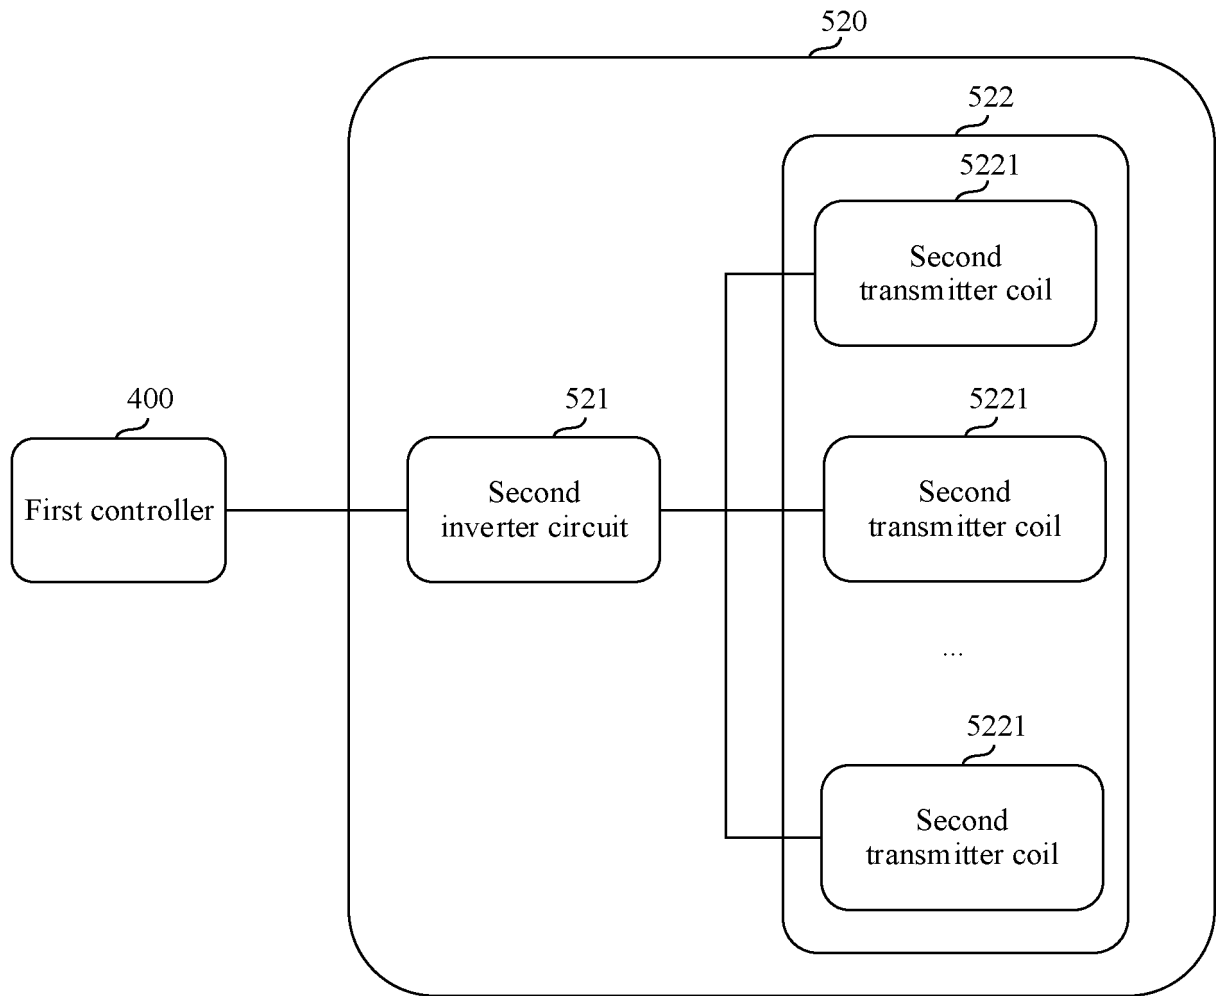 520
522
5221
Second
transmitter coil
400
First controller
521
Second
inverter circuit
5221
Second
transmitter coil
...
5221
Second
transmitter coil